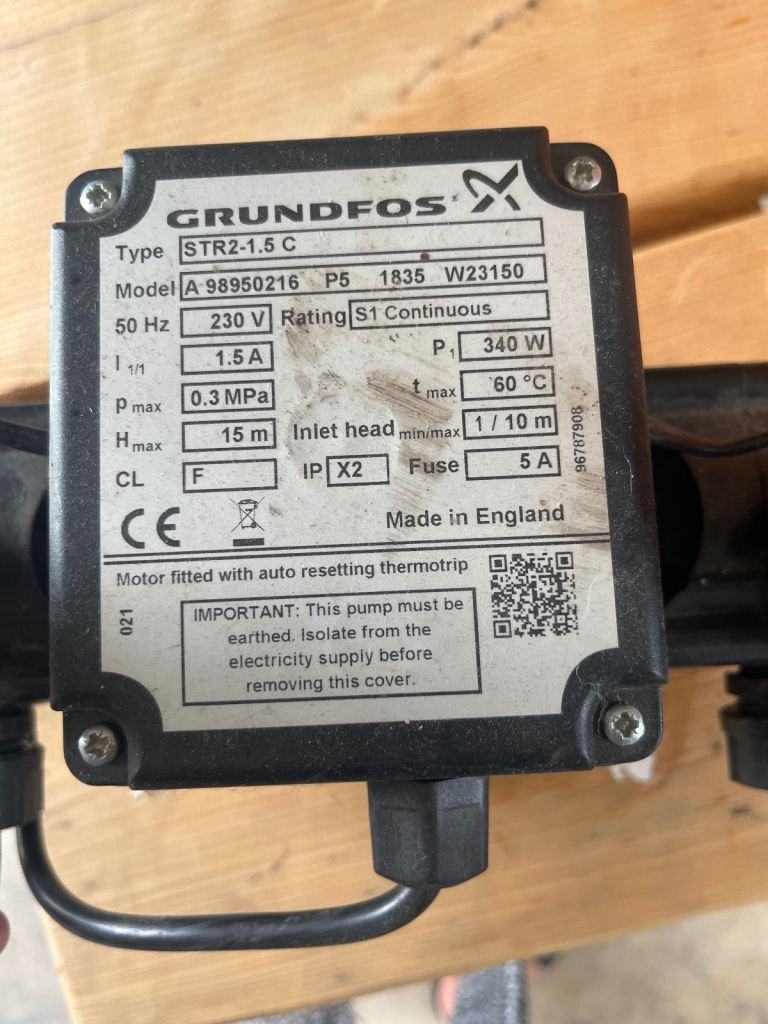 GRUNDFOS
Type STR2-1.5 C
Model A 98950216 P5 1835 W23150
50 Hz 230 V Rating S1 Continuous
I 1/1 1.5 A P1 340 W
p max 0.3 MPa t max 60 °C
H max 15 m Inlet head min/max 1 / 10 m
CL F IP X2 Fuse 5 A
96787908
CE
Made in England
Motor fitted with auto resetting thermotrip
021
IMPORTANT: This pump must be
earthed. Isolate from the
electricity supply before
removing this cover.